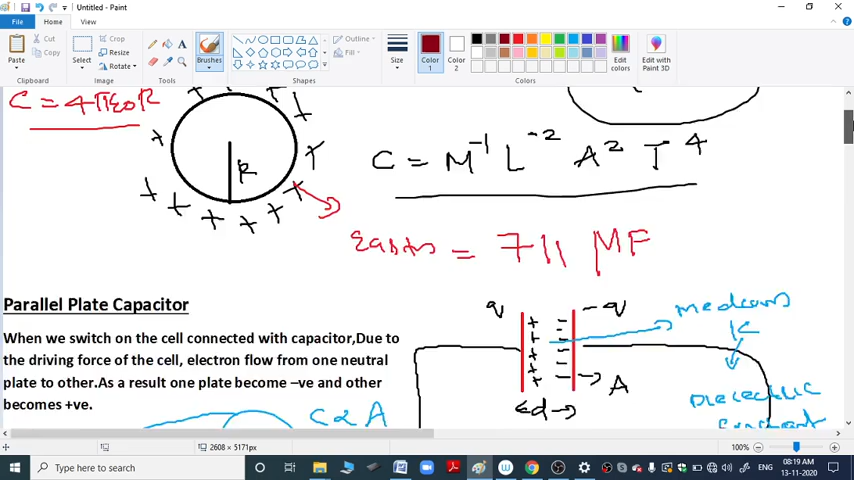 Untitled - Paint
File Home View
Paste Cut Copy Clipboard
Select Crop Resize Rotate Image
Tools
Brushes
Shapes Outline Fill
Size
Color 1 Color 2 Colors
Edit colors
Edit with Paint 3D
C = 4πε0R
R
C = M⁻¹ L⁻² A² T⁴
= 711 MF
Parallel Plate Capacitor
When we switch on the cell connected with capacitor,Due to
the driving force of the cell, electron flow from one neutral
plate to other.As a result one plate become –ve and other
becomes +ve.
q -q
K
A
d
C α A
Dielectric
constant
2608 × 5171px
100%
Type here to search
ENG
08:19 AM
13-11-2020